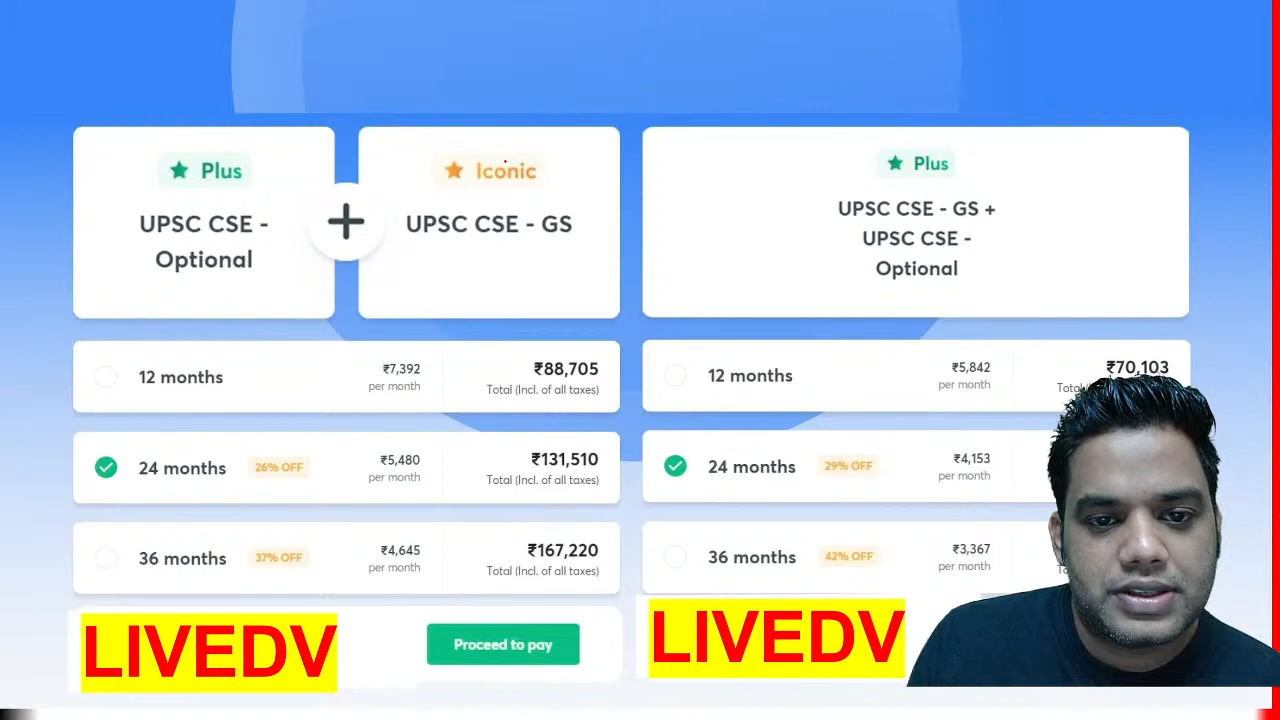 Plus
UPSC CSE -
Optional
Iconic
UPSC CSE - GS
12 months
₹7,392
per month
₹88,705
Total (Incl. of all taxes)
24 months
26% OFF
₹5,480
per month
₹131,510
Total (Incl. of all taxes)
36 months
37% OFF
₹4,645
per month
₹167,220
Total (Incl. of all taxes)
LIVEDV
Proceed to pay
Plus
UPSC CSE - GS +
UPSC CSE -
Optional
12 months
₹5,842
per month
₹70,103
24 months
29% OFF
₹4,153
per month
36 months
42% OFF
₹3,367
per month
LIVEDV